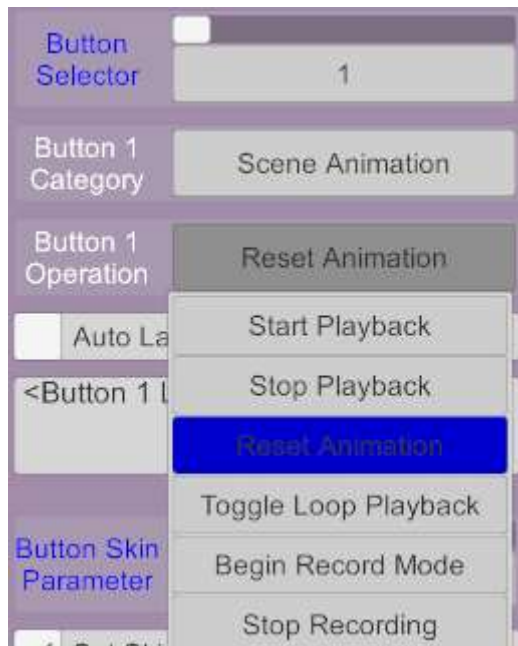 Button
Selector
1
Button 1
Category
Scene Animation
Button 1
Operation
Reset Animation
Start Playback
Auto La
Stop Playback
<Button 1 L
Reset Animation
Toggle Loop Playback
Button Skin
Parameter
Begin Record Mode
Stop Recording